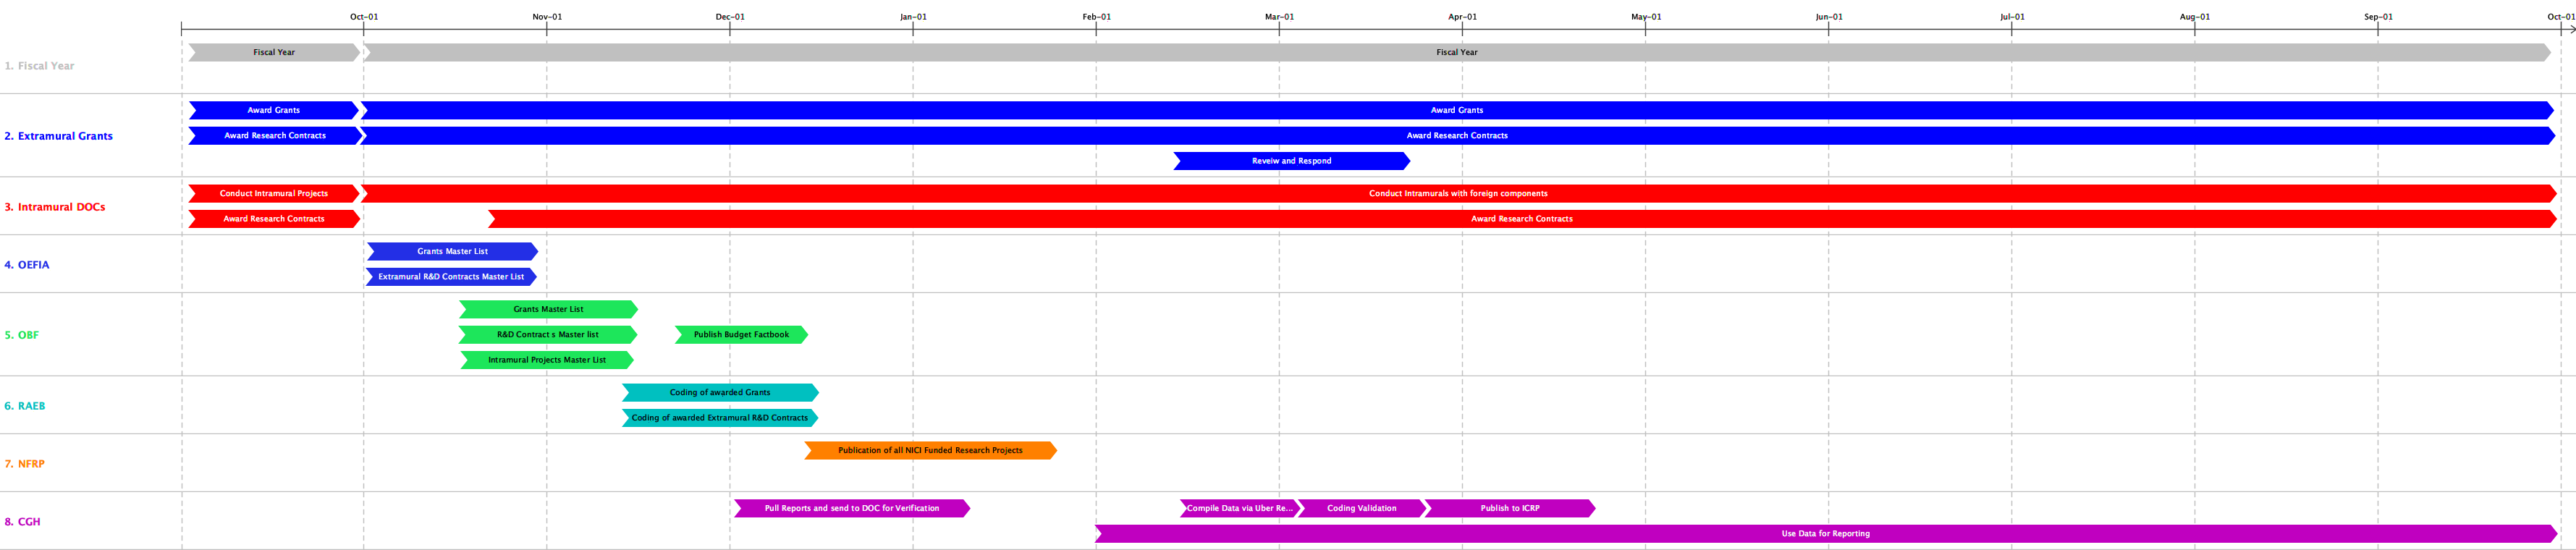 Oct-01 Nov-01 Dec-01 Jan-01 Feb-01 Mar-01 Apr-01 May-01 Jun-01 Jul-01 Aug-01 Sep-01 Oct-01
1. Fiscal Year
Fiscal Year Fiscal Year
2. Extramural Grants
Award Grants Award Grants
Award Research Contracts Award Research Contracts
Reveiw and Respond
3. Intramural DOCs
Conduct Intramural Projects Conduct Intramurals with foreign components
Award Research Contracts Award Research Contracts
4. OEFIA
Grants Master List
Extramural R&D Contracts Master List
5. OBF
Grants Master List
R&D Contract s Master list Publish Budget Factbook
Intramural Projects Master List
6. RAEB
Coding of awarded Grants
Coding of awarded Extramural R&D Contracts
7. NFRP
Publication of all NICI Funded Research Projects
8. CGH
Pull Reports and send to DOC for Verification Compile Data via Uber Re... Coding Validation Publish to ICRP
Use Data for Reporting